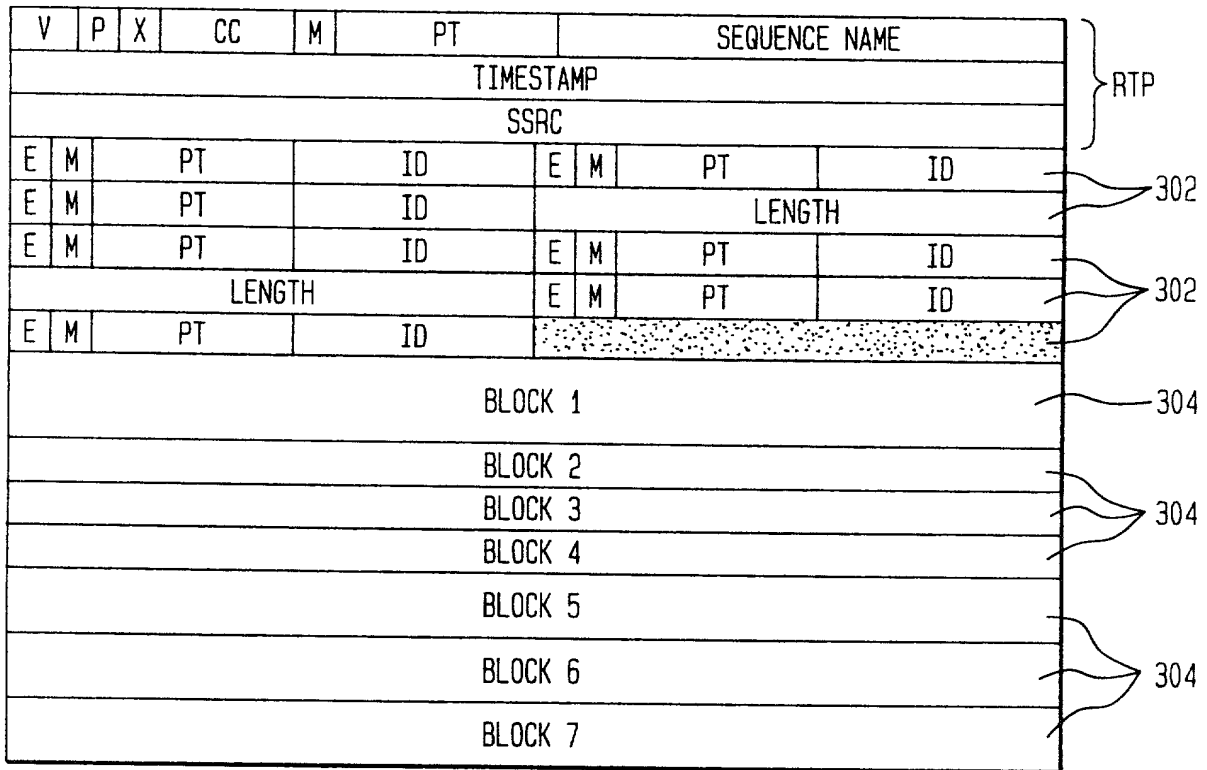 V P X CC M PT SEQUENCE NAME
TIMESTAMP
RTP
SSRC
E M PT ID E M PT ID
302
E M PT ID LENGTH
E M PT ID E M PT ID
302
LENGTH E M PT ID
E M PT ID
BLOCK 1
304
BLOCK 2
BLOCK 3
304
BLOCK 4
BLOCK 5
BLOCK 6
304
BLOCK 7